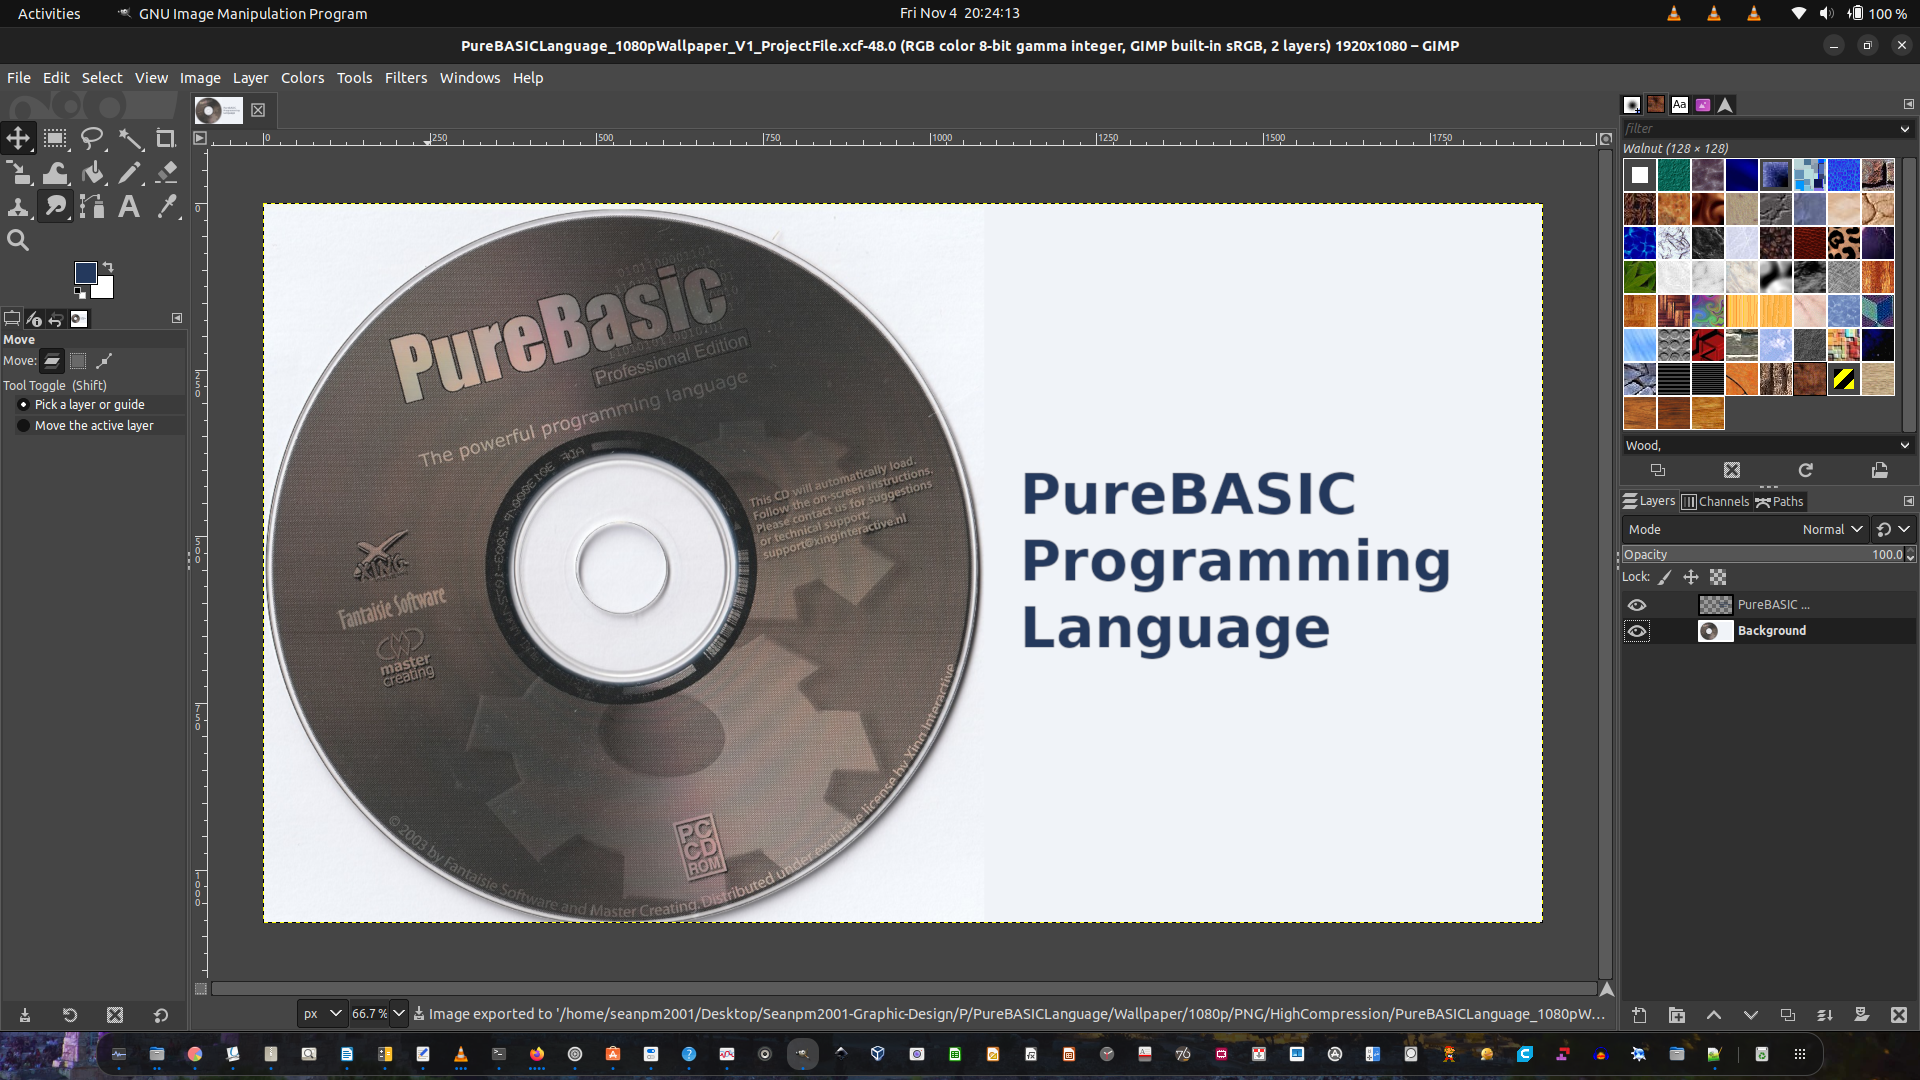 Activities
GNU Image Manipulation Program
Fri Nov 4 20:24:13
100 %
PureBASICLanguage_1080pWallpaper_V1_ProjectFile.xcf-48.0 (RGB color 8-bit gamma integer, GIMP built-in sRGB, 2 layers) 1920x1080 – GIMP
File Edit Select View Image Layer Colors Tools Filters Windows Help
0 250 500 750 1000 1250 1500 1750
0
250
500
750
1000
Move
Move:
Tool Toggle (Shift)
Pick a layer or guide
Move the active layer
PureBasic
Professional Edition
The powerful programming language
This CD will automatically load.
Follow the on-screen instructions.
Please contact us for suggestions
or technical support:
support@xinginteractive.nl
XING
Fantaisie Software
master
creating
PC
CD
ROM
© 2003 by Fantaisie Software and Master Creating. Distributed under exclusive license by Xing Interactive
PureBASIC
Programming
Language
Aa
filter
Walnut (128 × 128)
Wood,
Layers Channels Paths
Mode Normal
Opacity 100.0
Lock:
PureBASIC ...
Background
px 66.7 % Image exported to '/home/seanpm2001/Desktop/Seanpm2001-Graphic-Design/P/PureBASICLanguage/Wallpaper/1080p/PNG/HighCompression/PureBASICLanguage_1080pW…